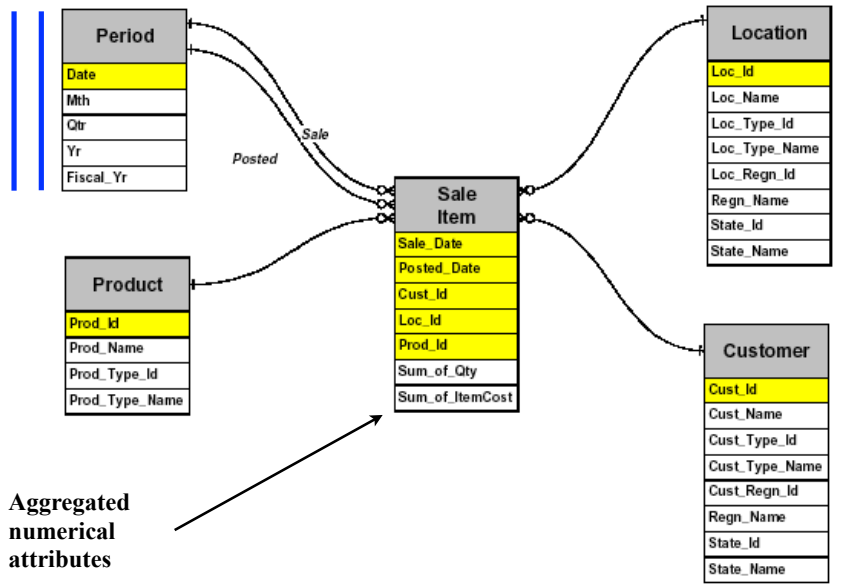 Period
Date
Mth
Qtr
Yr
Fiscal_Yr
Sale
Posted
Product
Prod_Id
Prod_Name
Prod_Type_Id
Prod_Type_Name
Sale
Item
Sale_Date
Posted_Date
Cust_Id
Loc_Id
Prod_Id
Sum_of_Qty
Sum_of_ItemCost
Location
Loc_Id
Loc_Name
Loc_Type_Id
Loc_Type_Name
Loc_Regn_Id
Regn_Name
State_Id
State_Name
Customer
Cust_Id
Cust_Name
Cust_Type_Id
Cust_Type_Name
Cust_Regn_Id
Regn_Name
State_Id
State_Name
Aggregated
numerical
attributes